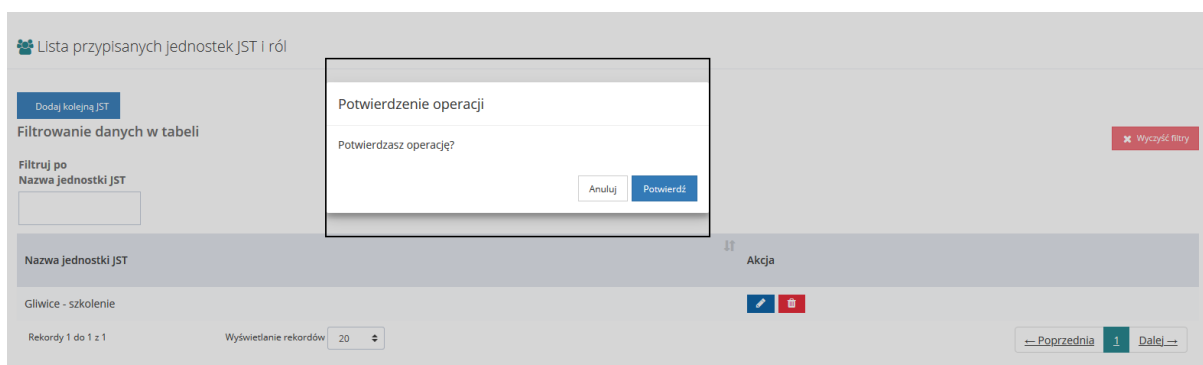 Lista przypisanych jednostek JST i ról
Dodaj kolejną JST
Potwierdzenie operacji
Filtrowanie danych w tabeli
Wyczyść filtry
Potwierdzasz operację?
Filtruj po
Nazwa jednostki JST
Anuluj
Potwierdź
Nazwa jednostki JST
Akcja
Gliwice - szkolenie
Rekordy 1 do 1 z 1
Wyświetlanie rekordów 20
← Poprzednia 1 Dalej →